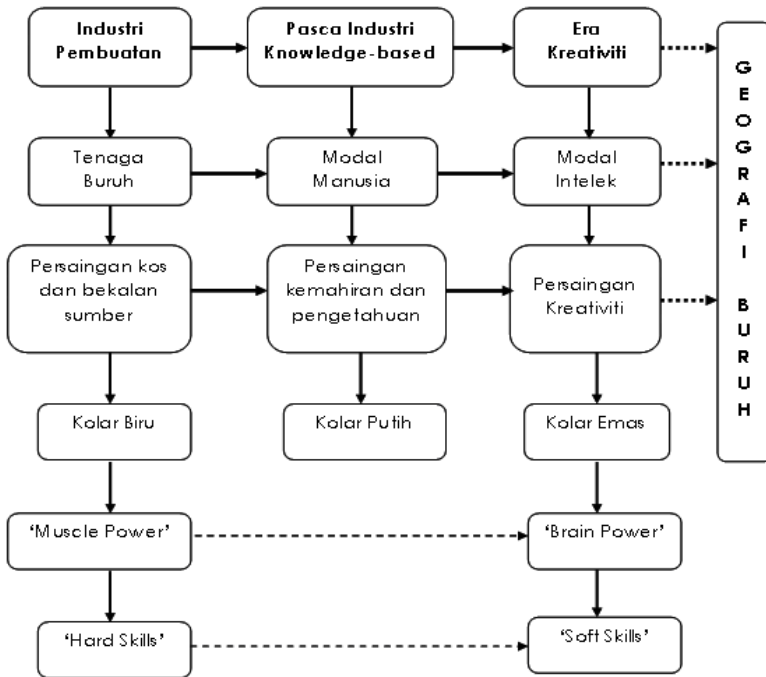 Industri
Pembuatan
Pasca Industri
Knowledge-based
Era
Kreativiti
Tenaga
Buruh
Modal
Manusia
Modal
Intelek
Persaingan kos
dan bekalan
sumber
Persaingan
kemahiran dan
pengetahuan
Persaingan
Kreativiti
Kolar Biru
Kolar Putih
Kolar Emas
‘Muscle Power’
‘Brain Power’
‘Hard Skills’
‘Soft Skills’
GEOGRAFI BURUH